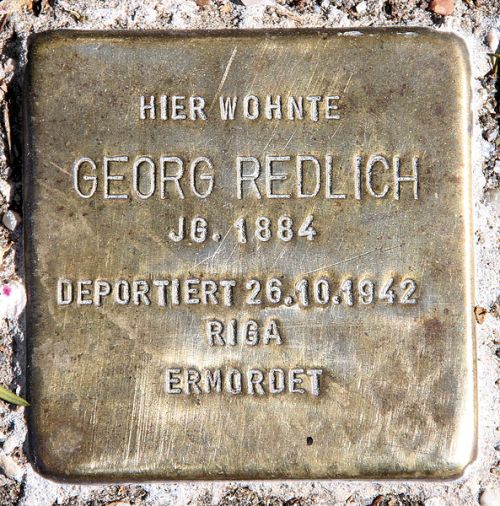 HIER WOHNTE
GEORG REDLICH
JG. 1884
DEPORTIERT 26.10.1942
RIGA
ERMORDET